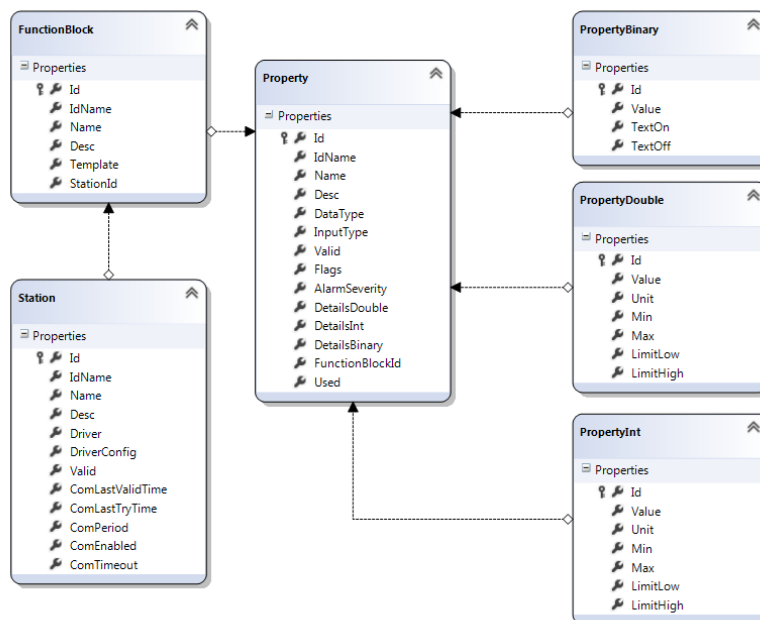 FunctionBlock
Properties
Id
IdName
Name
Desc
Template
StationId
Station
Properties
Id
IdName
Name
Desc
Driver
DriverConfig
Valid
ComLastValidTime
ComLastTryTime
ComPeriod
ComEnabled
ComTimeout
Property
Properties
Id
IdName
Name
Desc
DataType
InputType
Valid
Flags
AlarmSeverity
DetailsDouble
DetailsInt
DetailsBinary
FunctionBlockId
Used
PropertyBinary
Properties
Id
Value
TextOn
TextOff
PropertyDouble
Properties
Id
Value
Unit
Min
Max
LimitLow
LimitHigh
PropertyInt
Properties
Id
Value
Unit
Min
Max
LimitLow
LimitHigh